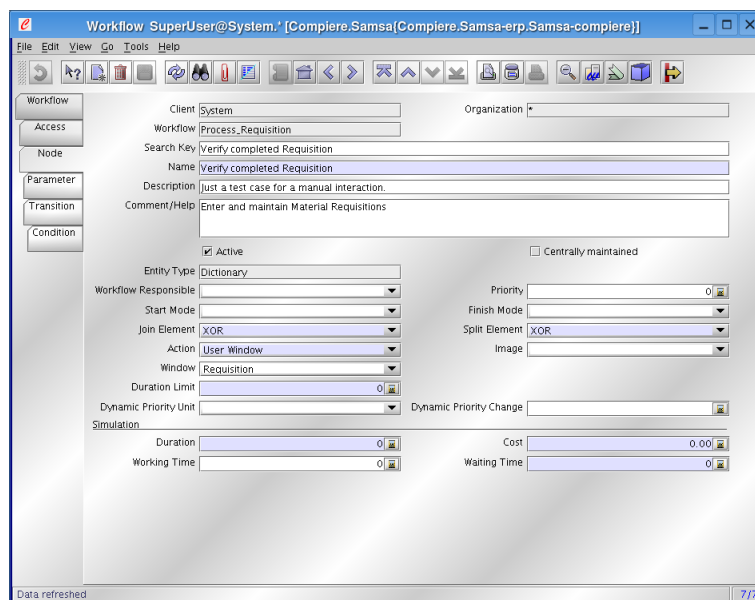 Workflow SuperUser@System.* [Compiere.Samsa{Compiere.Samsa-erp.Samsa-compiere}]
File Edit View Go Tools Help
Workflow
Access
Node
Parameter
Transition
Condition
Client System Organization *
Workflow Process_Requisition
Search Key Verify completed Requisition
Name Verify completed Requisition
Description Just a test case for a manual interaction.
Comment/Help Enter and maintain Material Requisitions
Active Centrally maintained
Entity Type Dictionary
Workflow Responsible Priority 0
Start Mode Finish Mode
Join Element XOR Split Element XOR
Action User Window Image
Window Requisition
Duration Limit 0
Dynamic Priority Unit Dynamic Priority Change
Simulation
Duration 0 Cost 0.00
Working Time 0 Waiting Time 0
Data refreshed